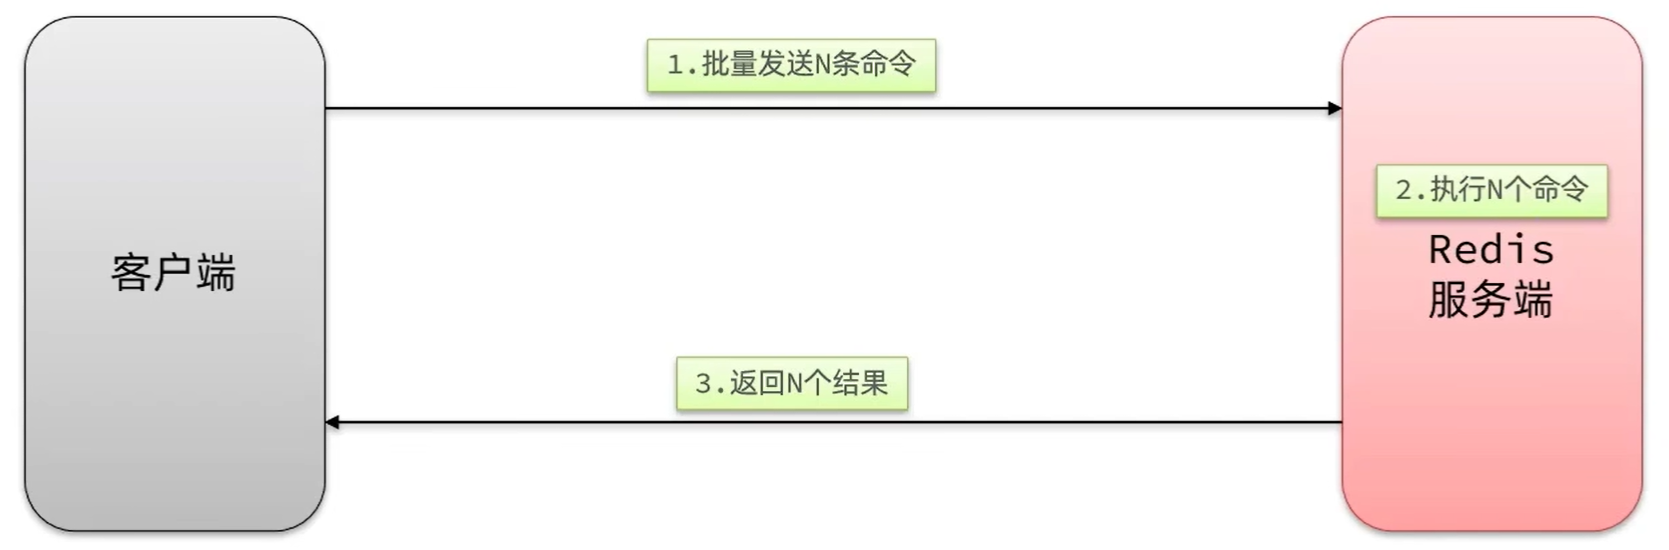 1.批量发送N条命令
2.执行N个命令
客户端
Redis
服务端
3.返回N个结果